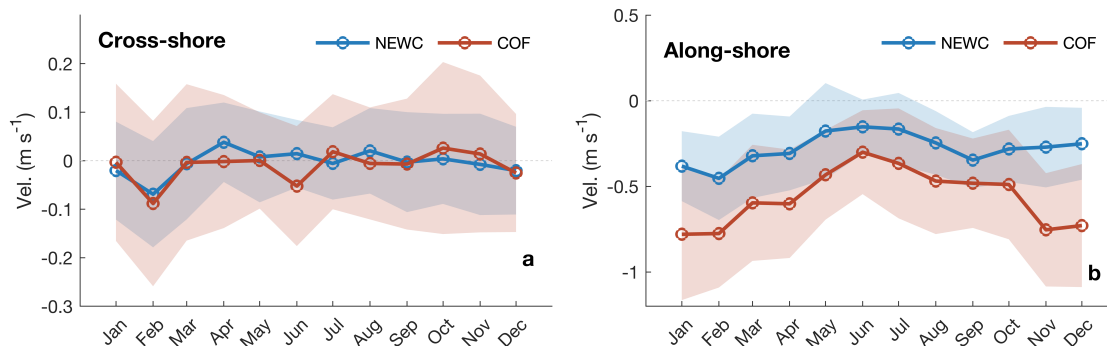 Cross-shore
NEWC
COF
Vel. (m s⁻¹)
0.2
0.1
0
-0.1
-0.2
-0.3
a
Jan
Feb
Mar
Apr
May
Jun
Jul
Aug
Sep
Oct
Nov
Dec
Along-shore
NEWC
COF
Vel. (m s⁻¹)
0.5
0
-0.5
-1
b
Jan
Feb
Mar
Apr
May
Jun
Jul
Aug
Sep
Oct
Nov
Dec